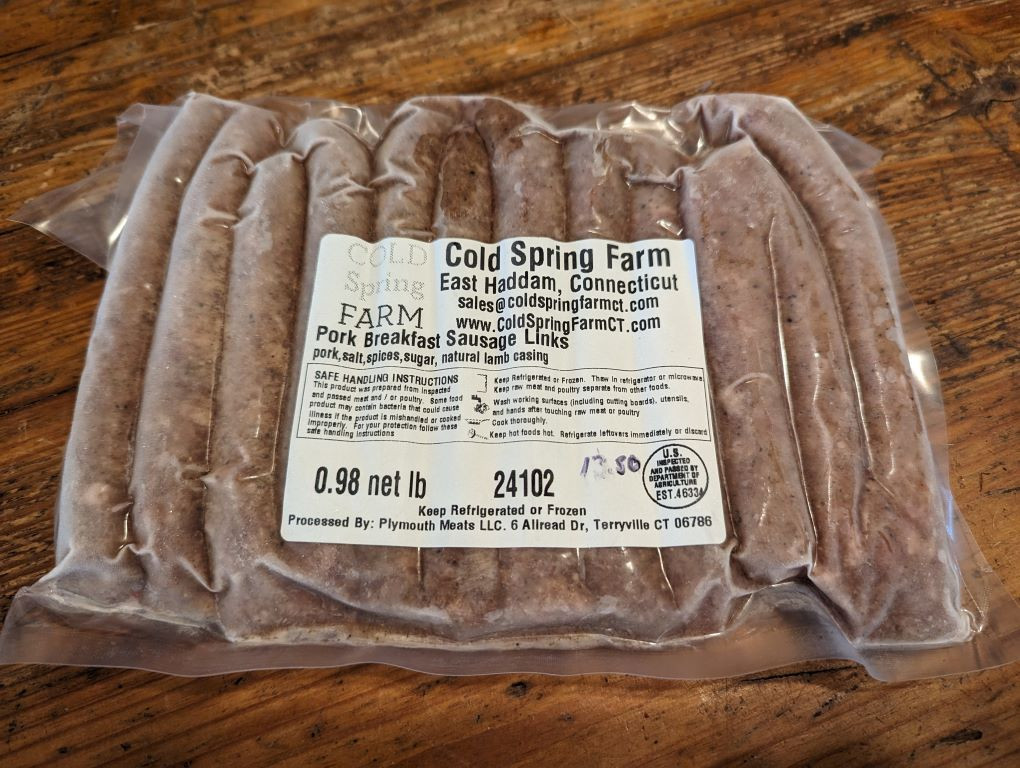 COLD
Spring
FARM
Cold Spring Farm
East Haddam, Connecticut
sales@coldspringfarmct.com
www.ColdSpringFarmCT.com
Pork Breakfast Sausage Links
pork,salt,spices,sugar, natural lamb casing
SAFE HANDLING INSTRUCTIONS
This product was prepared from inspected
and passed meat and / or poultry. Some food
product may contain bacteria that could cause
illness if the product is mishandled or cooked
improperly. For your protection follow these
safe handling instructions
Keep Refrigerated or Frozen. Thaw in refrigerator or microwave
Keep raw meat and poultry separate from other foods.
Wash working surfaces (including cutting boards), utensils,
and hands after touching raw meat or poultry
Cook thoroughly.
Keep hot foods hot. Refrigerate leftovers immediately or discard
0.98 net lb
24102
.50
U.S.
INSPECTED
AND PASSED BY
DEPARTMENT OF
AGRICULTURE
EST.46334
Keep Refrigerated or Frozen
Processed By: Plymouth Meats LLC. 6 Allread Dr, Terryville CT 06786